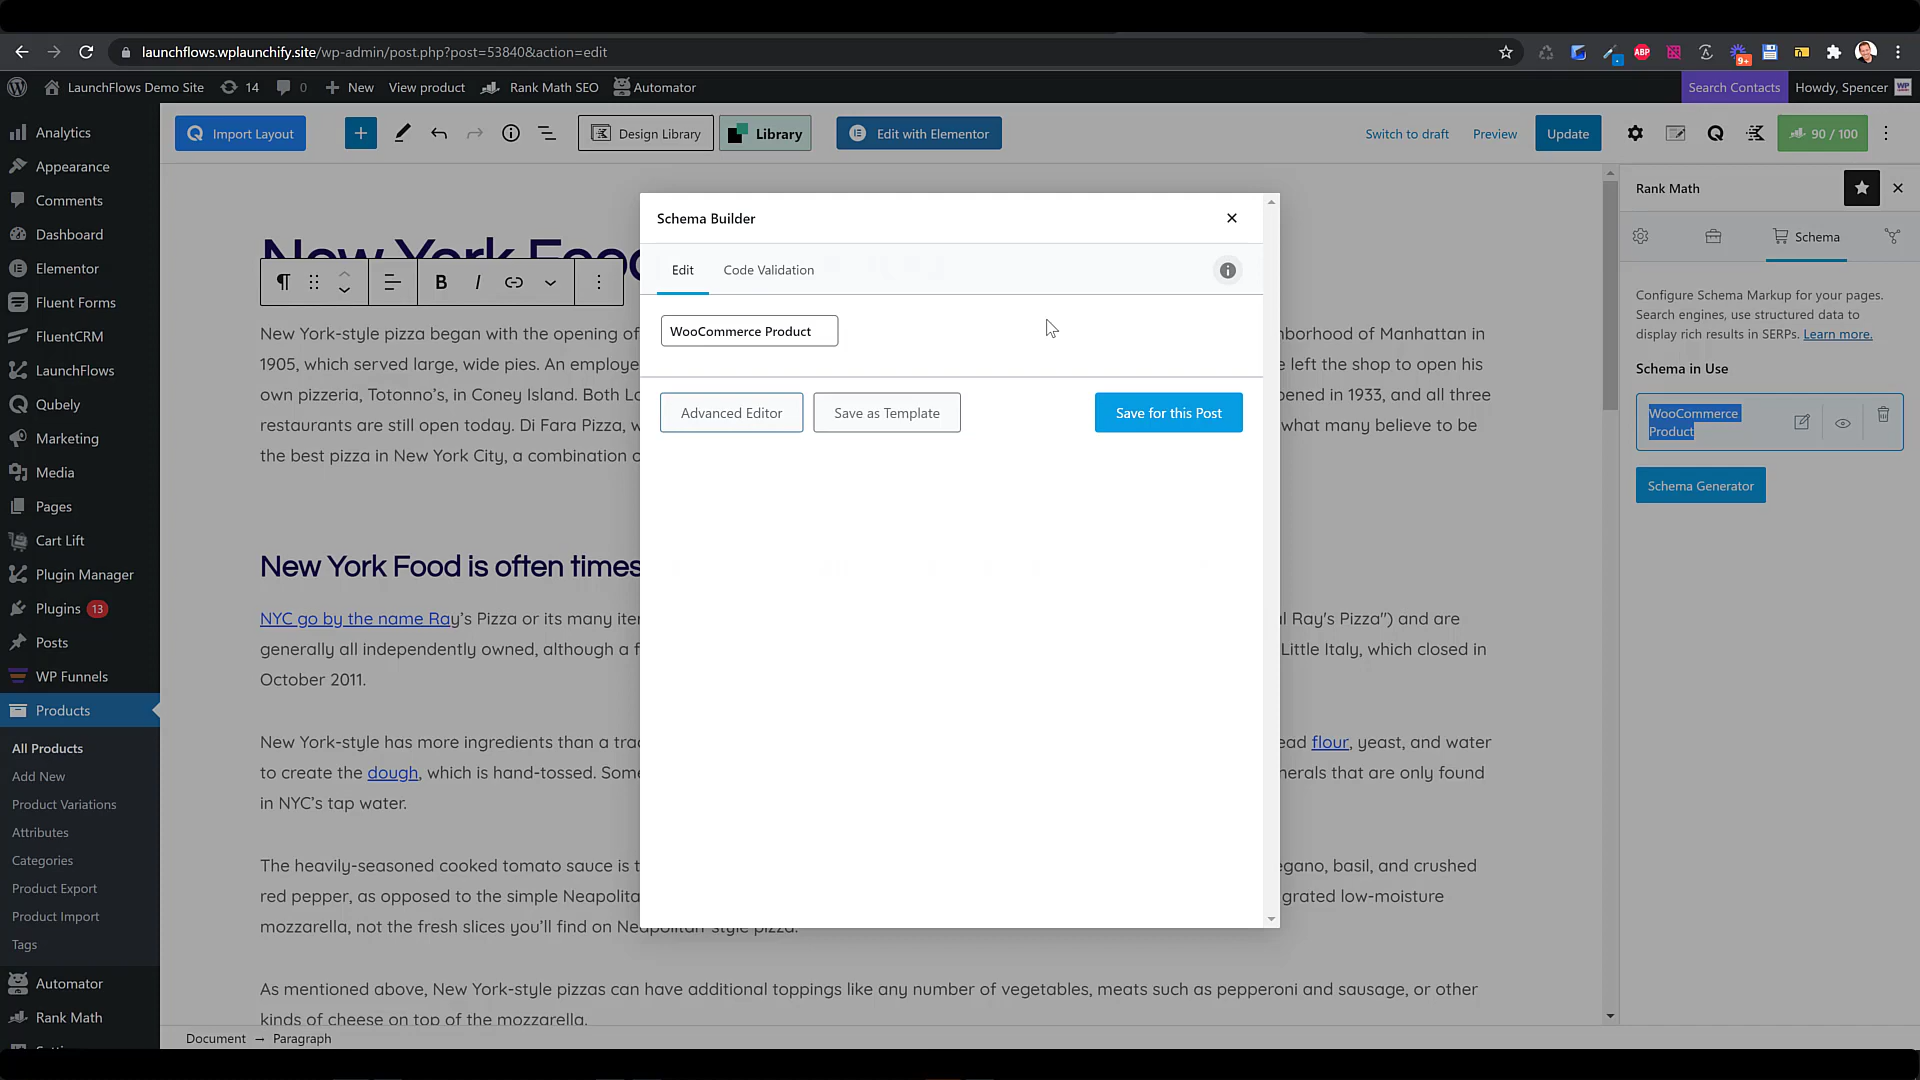 launchflows.wplaunchify.site/wp-admin/post.php?post=53840&action=edit
ABP
9+
LaunchFlows Demo Site
14
0
New
View product
Rank Math SEO
Automator
Search Contacts
Howdy, Spencer
Analytics
Appearance
Comments
Dashboard
Elementor
Fluent Forms
FluentCRM
LaunchFlows
Qubely
Marketing
Media
Pages
Cart Lift
Plugin Manager
Plugins 13
Posts
WP Funnels
Products
All Products
Add New
Product Variations
Attributes
Categories
Product Export
Product Import
Tags
Automator
Rank Math
Import Layout
Design Library
Library
Edit with Elementor
Switch to draft
Preview
Update
90 / 100
New York Food
B I
New York-style pizza began with the opening of
hborhood of Manhattan in
1905, which served large, wide pies. An employe
left the shop to open his
own pizzeria, Totonno's, in Coney Island. Both Lo
pened in 1933, and all three
restaurants are still open today. Di Fara Pizza, w
what many believe to be
the best pizza in New York City, a combination o
New York Food is often times
NYC go by the name Ray's Pizza or its many iter
l Ray's Pizza") and are
generally all independently owned, although a f
Little Italy, which closed in
October 2011.
New York-style has more ingredients than a trad
ead flour, yeast, and water
to create the dough, which is hand-tossed. Some
nerals that are only found
in NYC's tap water.
The heavily-seasoned cooked tomato sauce is t
egano, basil, and crushed
red pepper, as opposed to the simple Neapolita
grated low-moisture
mozzarella, not the fresh slices you'll find on Neapolitan-style pizza.
As mentioned above, New York-style pizzas can have additional toppings like any number of vegetables, meats such as pepperoni and sausage, or other
kinds of cheese on top of the mozzarella.
Document → Paragraph
Schema Builder
Edit
Code Validation
WooCommerce Product
Advanced Editor
Save as Template
Save for this Post
Rank Math
Schema
Configure Schema Markup for your pages.
Search engines, use structured data to
display rich results in SERPs. Learn more.
Schema in Use
WooCommerce
Product
Schema Generator